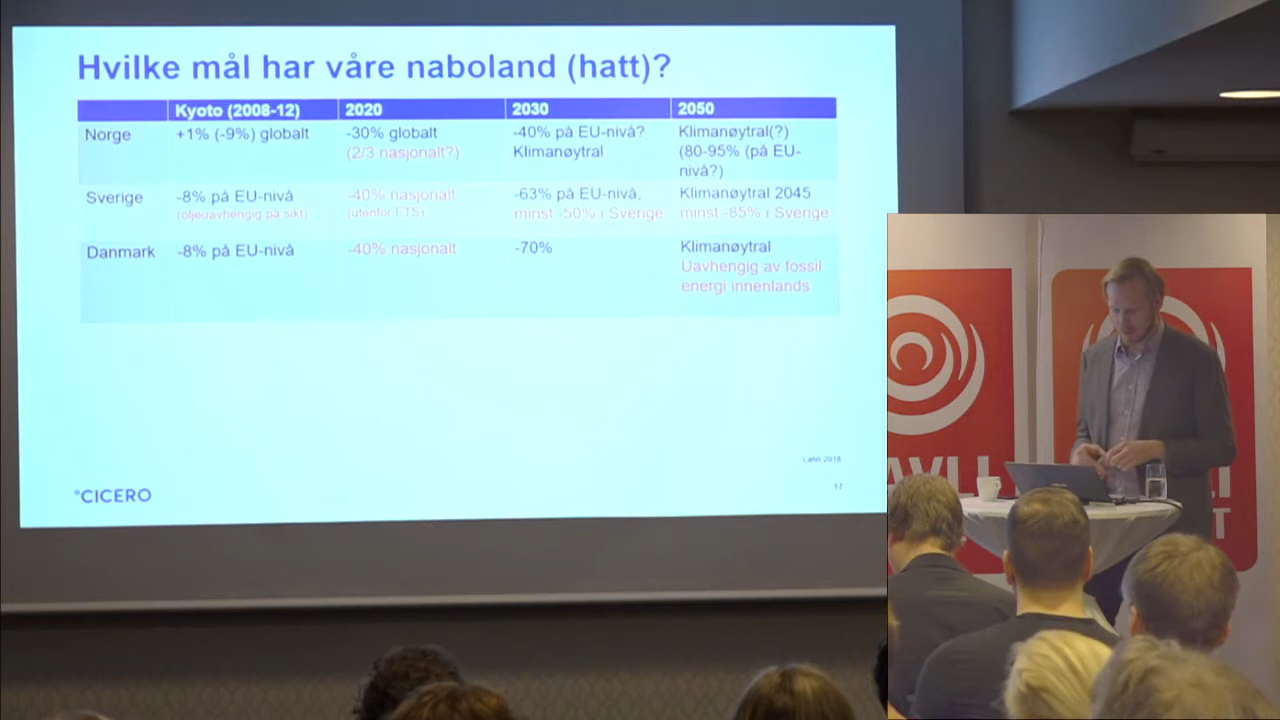 Hvilke mål har våre naboland (hatt)?
Kyoto (2008-12) 2020 2030 2050
Norge +1% (-9%) globalt -30% globalt -40% på EU-nivå? Klimanøytral(?)
(2/3 nasjonalt?) Klimanøytral (80-95% (på EU-
nivå?)
Sverige -8% på EU-nivå -40% nasjonalt -63% på EU-nivå, Klimanøytral 2045
(oljeuavhengig på sikt) (utenfor ETS) minst -50% i Sverige minst -85% i Sverige
Danmark -8% på EU-nivå -40% nasjonalt -70% Klimanøytral
Uavhengig av fossil
energi innenlands
Lahn 2018
17
°CICERO